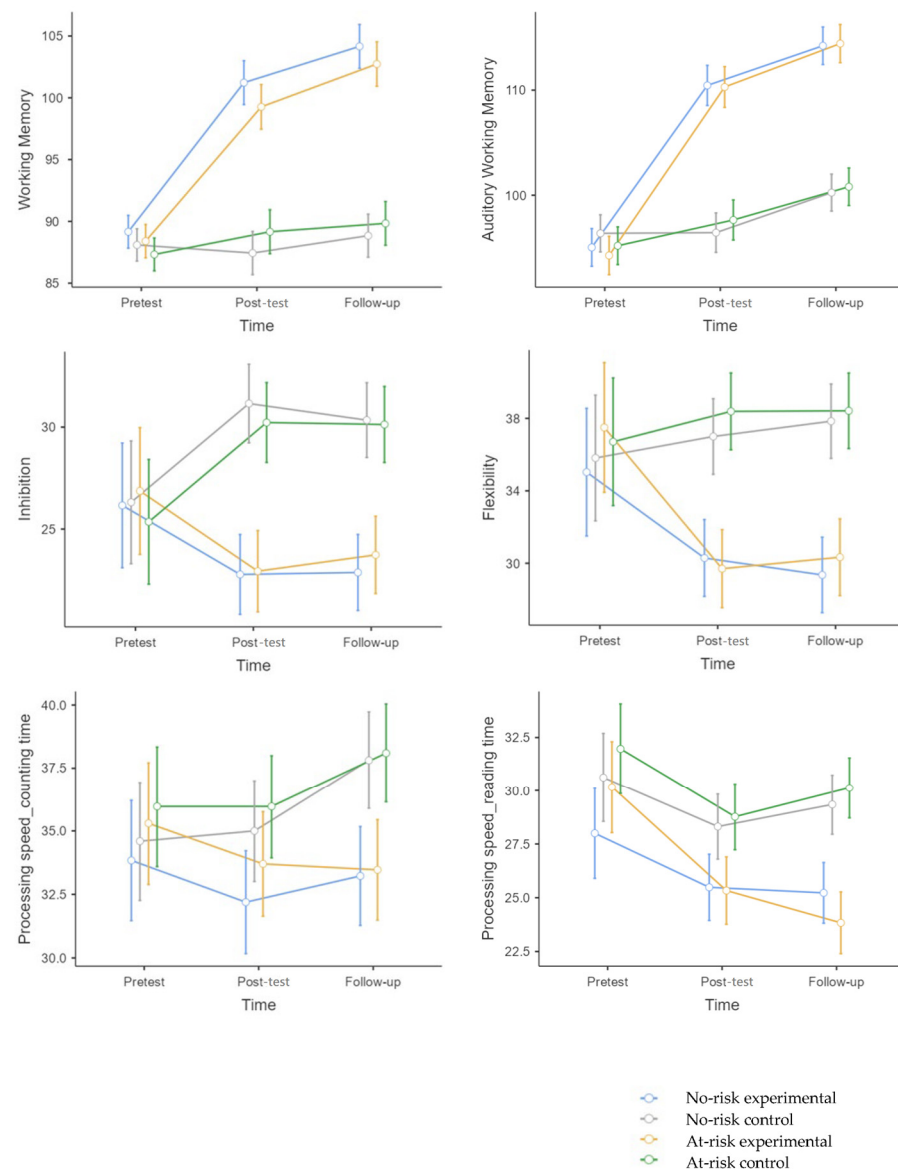 Working Memory
105
100
95
90
85
Pretest
Post-test
Follow-up
Time
Auditory Working Memory
110
100
Pretest
Post-test
Follow-up
Time
Inhibition
30
25
Pretest
Post-test
Follow-up
Time
Flexibility
38
34
30
Pretest
Post-test
Follow-up
Time
Processing speed_counting time
40.0
37.5
35.0
32.5
30.0
Pretest
Post-test
Follow-up
Time
Processing speed_reading time
32.5
30.0
27.5
25.0
22.5
Pretest
Post-test
Follow-up
Time
No-risk experimental
No-risk control
At-risk experimental
At-risk control